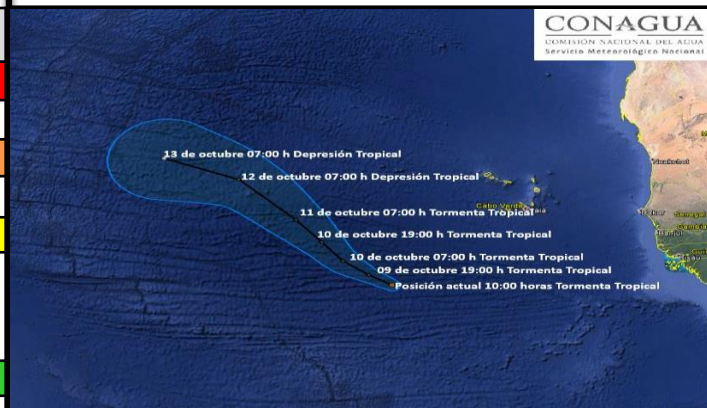 CONAGUA
COMISIÓN NACIONAL DEL AGUA
Servicio Meteorológico Nacional
13 de octubre 07:00 h Depresión Tropical
12 de octubre 07:00 h Depresión Tropical
11 de octubre 07:00 h Tormenta Tropical
10 de octubre 19:00 h Tormenta Tropical
10 de octubre 07:00 h Tormenta Tropical
09 de octubre 19:00 h Tormenta Tropical
Posición actual 10:00 horas Tormenta Tropical
Nouakchot
Cabo Verde
Dakar
Senegal